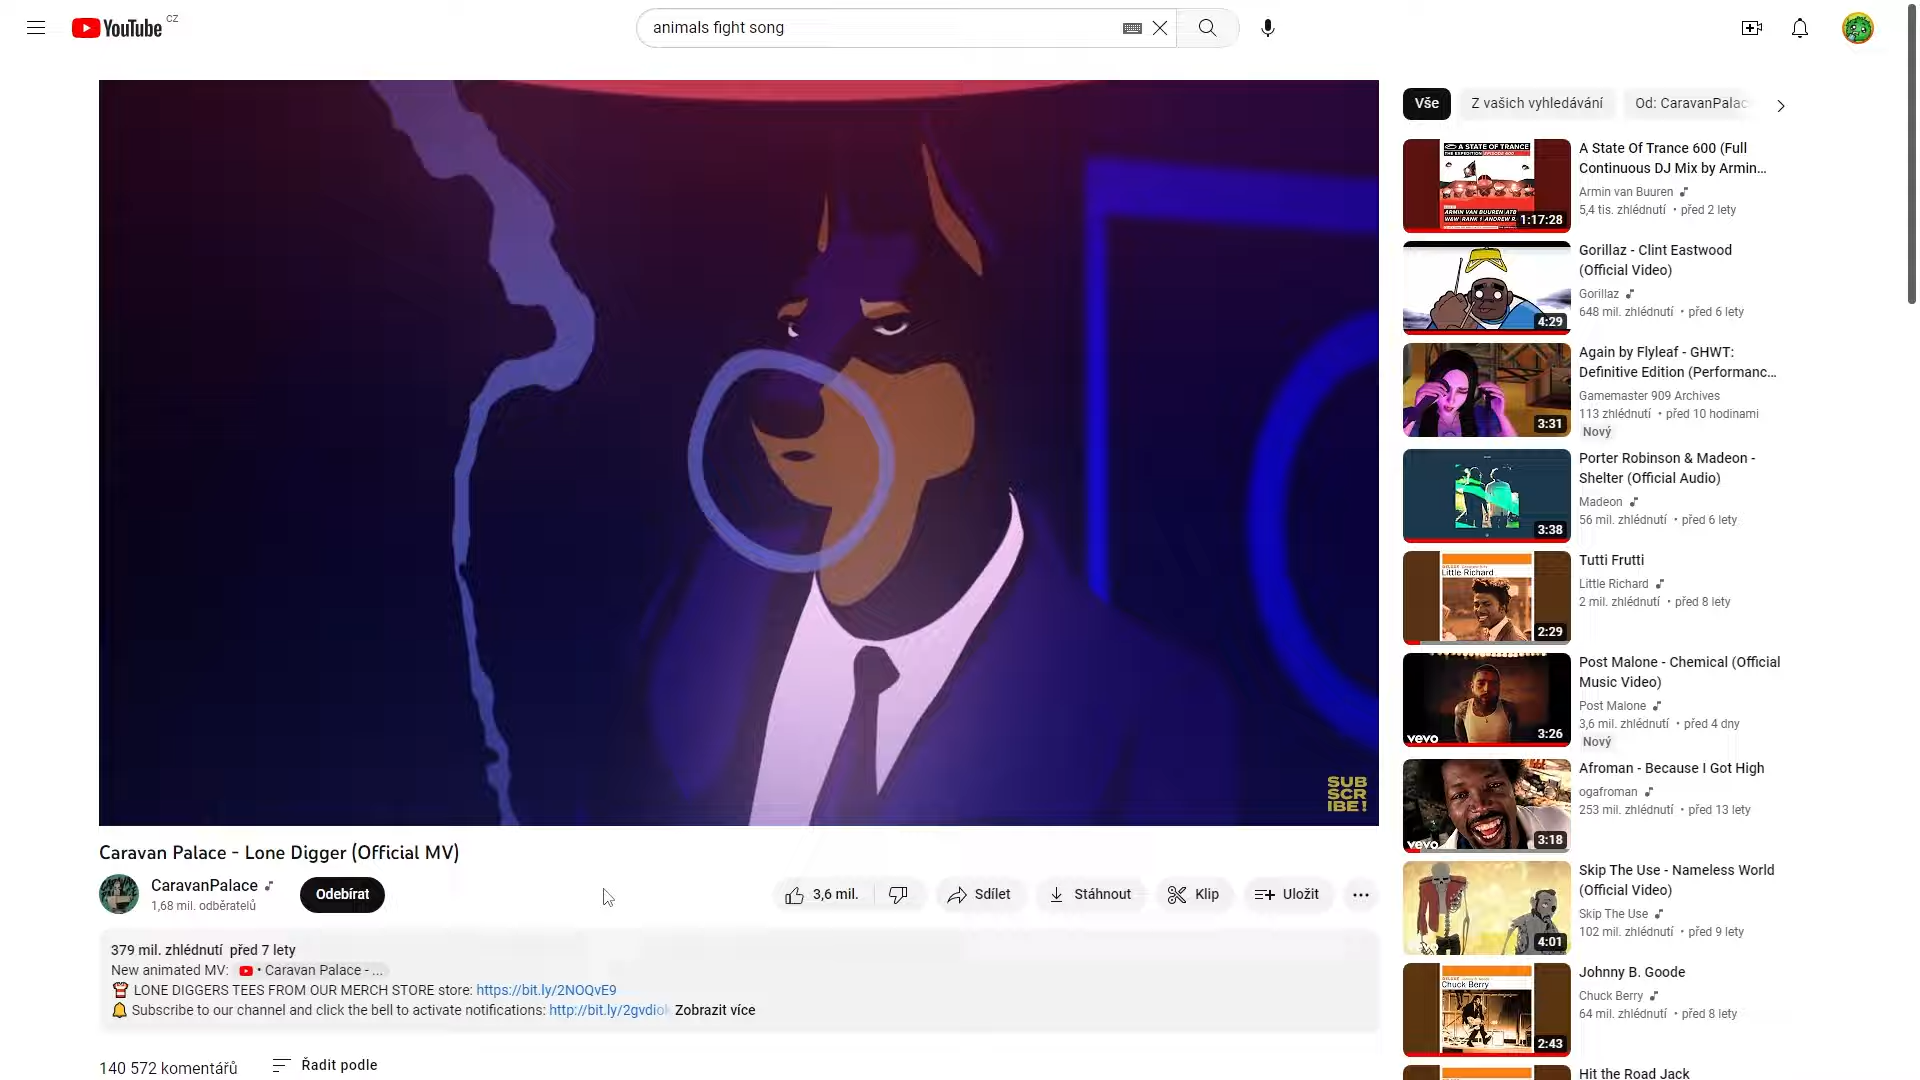 YouTube CZ
animals fight song
SUB
SCR
IBE!
Caravan Palace - Lone Digger (Official MV)
CaravanPalace
1,68 mil. odběratelů
Odebírat
3,6 mil.
Sdílet
Stáhnout
Klip
Uložit
379 mil. zhlédnutí před 7 lety
New animated MV: • Caravan Palace - ...
LONE DIGGERS TEES FROM OUR MERCH STORE store: https://bit.ly/2NOQvE9
Subscribe to our channel and click the bell to activate notifications: http://bit.ly/2gvdiok Zobrazit více
140 572 komentářů
Řadit podle
Vše
Z vašich vyhledávání
Od: CaravanPalac
A STATE OF TRANCE
1:17:28
A State Of Trance 600 (Full
Continuous DJ Mix by Armin...
Armin van Buuren
5,4 tis. zhlédnutí • před 2 lety
4:29
Gorillaz - Clint Eastwood
(Official Video)
Gorillaz
648 mil. zhlédnutí • před 6 lety
3:31
Again by Flyleaf - GHWT:
Definitive Edition (Performanc...
Gamemaster 909 Archives
113 zhlédnutí • před 10 hodinami
Nový
3:38
Porter Robinson & Madeon -
Shelter (Official Audio)
Madeon
56 mil. zhlédnutí • před 6 lety
Little Richard
2:29
Tutti Frutti
Little Richard
2 mil. zhlédnutí • před 8 lety
vevo
3:26
Post Malone - Chemical (Official
Music Video)
Post Malone
3,6 mil. zhlédnutí • před 4 dny
Nový
vevo
3:18
Afroman - Because I Got High
ogafroman
253 mil. zhlédnutí • před 13 lety
4:01
Skip The Use - Nameless World
(Official Video)
Skip The Use
102 mil. zhlédnutí • před 9 lety
Chuck Berry
2:43
Johnny B. Goode
Chuck Berry
64 mil. zhlédnutí • před 8 lety
Hit the Road Jack